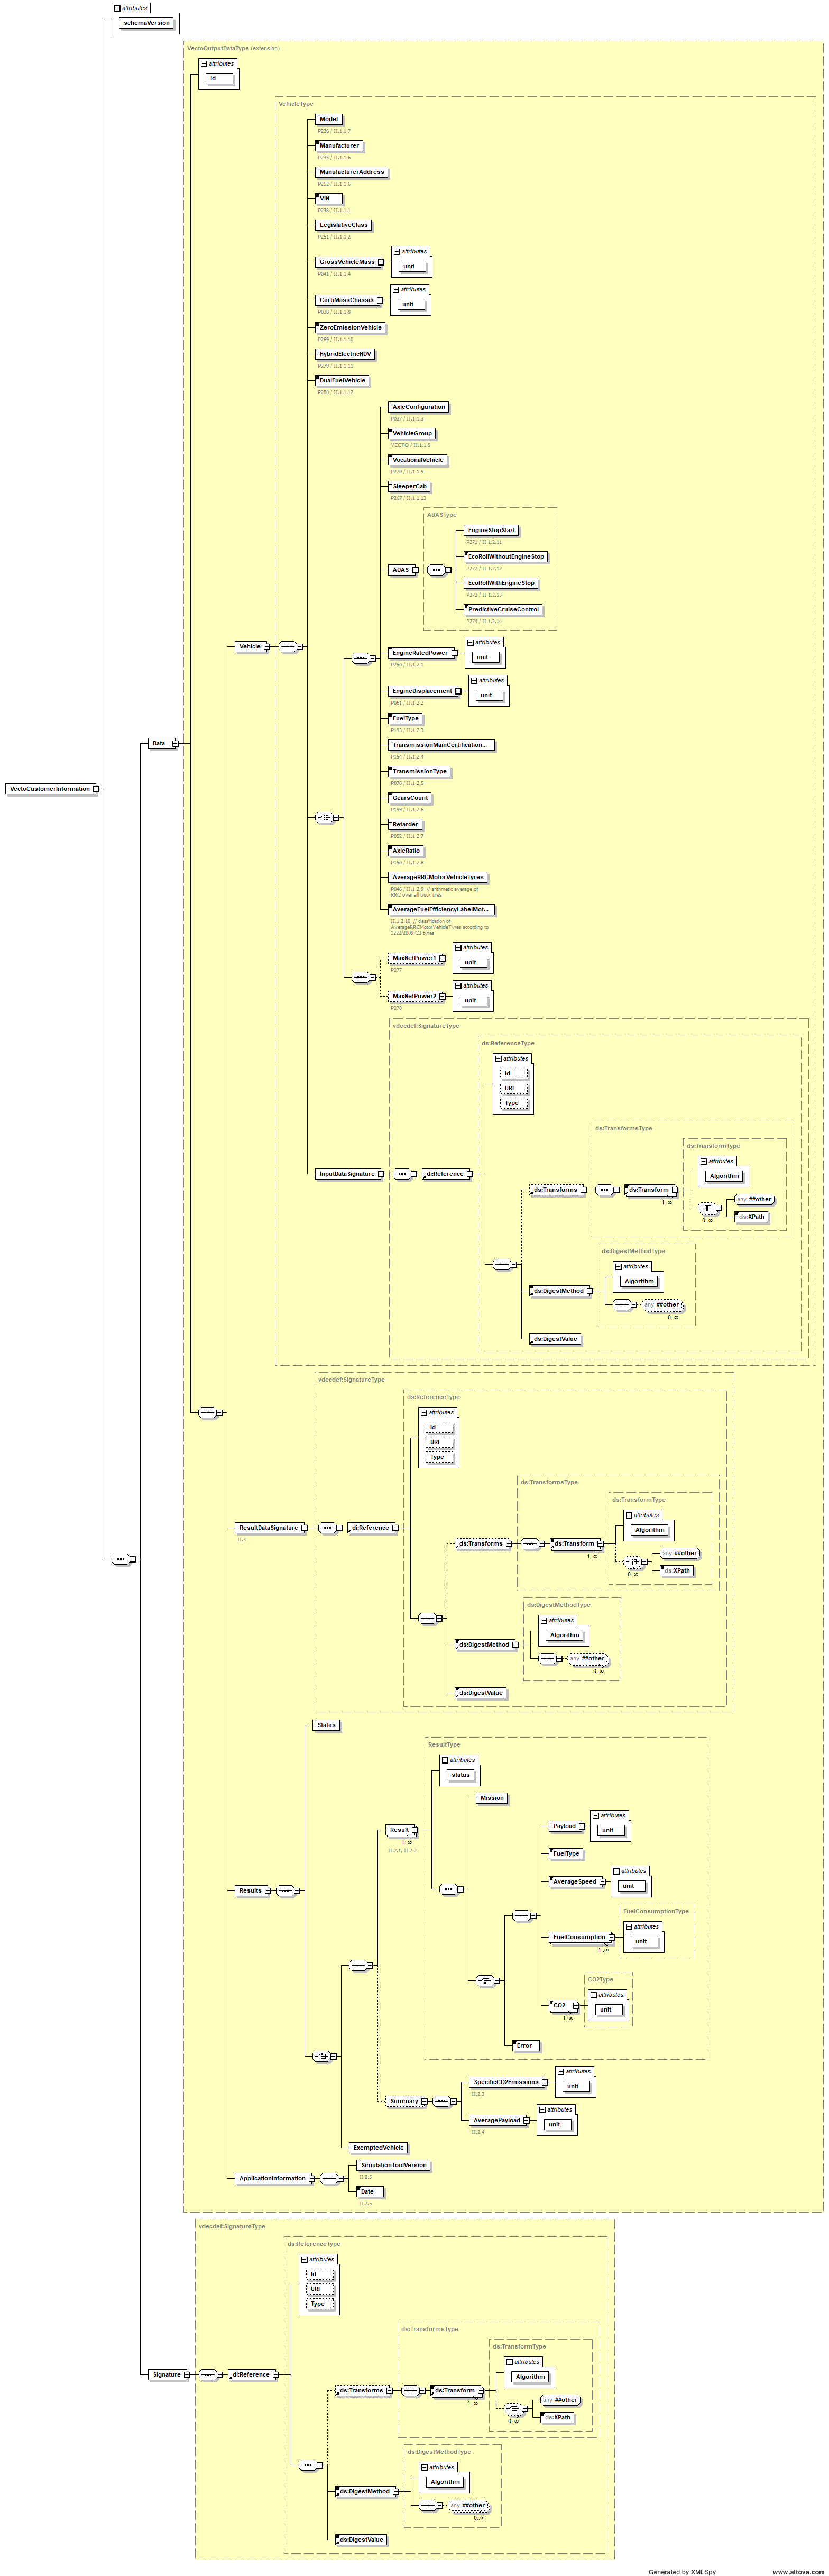 attributes
schemaVersion
VectoOutputDataType (extension)
attributes
id
VehicleType
Model
P236 / II.1.1.7
Manufacturer
P235 / II.1.1.6
ManufacturerAddress
P252 / II.1.1.6
VIN
P238 / II.1.1.1
LegislativeClass
P251 / II.1.1.2
attributes
GrossVehicleMass
unit
P041 / II.1.1.4
attributes
CurbMassChassis
unit
P038 / II.1.1.8
ZeroEmissionVehicle
P269 / II.1.1.10
HybridElectricHDV
P279 / II.1.1.11
DualFuelVehicle
P280 / II.1.1.12
AxleConfiguration
P037 / II.1.1.3
VehicleGroup
VECTO / II.1.1.5
VocationalVehicle
P270 / II.1.1.9
SleeperCab
P267 / II.1.1.13
ADASType
EngineStopStart
P271 / II.1.2.11
EcoRollWithoutEngineStop
P272 / II.1.2.12
ADAS
EcoRollWithEngineStop
P273 / II.1.2.13
PredictiveCruiseControl
P274 / II.1.2.14
attributes
Vehicle
EngineRatedPower
unit
P250 / II.1.2.1
attributes
EngineDisplacement
unit
P061 / II.1.2.2
FuelType
P193 / II.1.2.3
Data
TransmissionMainCertification...
P154 / II.1.2.4
TransmissionType
P076 / II.1.2.5
VectoCustomerInformation
GearsCount
P199 / II.1.2.6
Retarder
P052 / II.1.2.7
AxleRatio
P150 / II.1.2.8
AverageRRCMotorVehicleTyres
P046 / II.1.2.9 // arithmetic average of
RRC over all truck tires
AverageFuelEfficiencyLabelMot...
II.1.2.10 // classification of
AverageRRCMotorVehicleTyres according to
1222/2009 C3 tyres
attributes
MaxNetPower1
unit
P277
attributes
MaxNetPower2
unit
P278
vdecdef:SignatureType
ds:ReferenceType
attributes
Id
URI
Type
ds:TransformsType
ds:TransformType
attributes
InputDataSignature
di:Reference
Algorithm
ds:Transforms
ds:Transform
1..∞
any ##other
ds:XPath
0..∞
ds:DigestMethodType
attributes
Algorithm
ds:DigestMethod
any ##other
0..∞
ds:DigestValue
vdecdef:SignatureType
ds:ReferenceType
attributes
Id
URI
Type
ds:TransformsType
ds:TransformType
attributes
ResultDataSignature
di:Reference
Algorithm
II.3
ds:Transforms
ds:Transform
1..∞
any ##other
ds:XPath
0..∞
ds:DigestMethodType
attributes
Algorithm
ds:DigestMethod
any ##other
0..∞
ds:DigestValue
Status
ResultType
attributes
status
Mission
attributes
Payload
unit
Result
1..∞
II.2.1, II.2.2
FuelType
attributes
AverageSpeed
unit
Results
FuelConsumptionType
attributes
FuelConsumption
unit
1..∞
CO2Type
attributes
CO2
unit
1..∞
Error
attributes
SpecificCO2Emissions
unit
II.2.3
Summary
attributes
AveragePayload
unit
II.2.4
ExemptedVehicle
SimulationToolVersion
II.2.5
ApplicationInformation
Date
II.2.5
vdecdef:SignatureType
ds:ReferenceType
attributes
Id
URI
Type
ds:TransformsType
ds:TransformType
attributes
Signature
di:Reference
Algorithm
ds:Transforms
ds:Transform
1..∞
any ##other
ds:XPath
0..∞
ds:DigestMethodType
attributes
Algorithm
ds:DigestMethod
any ##other
0..∞
ds:DigestValue
Generated by XMLSpy
www.altova.com